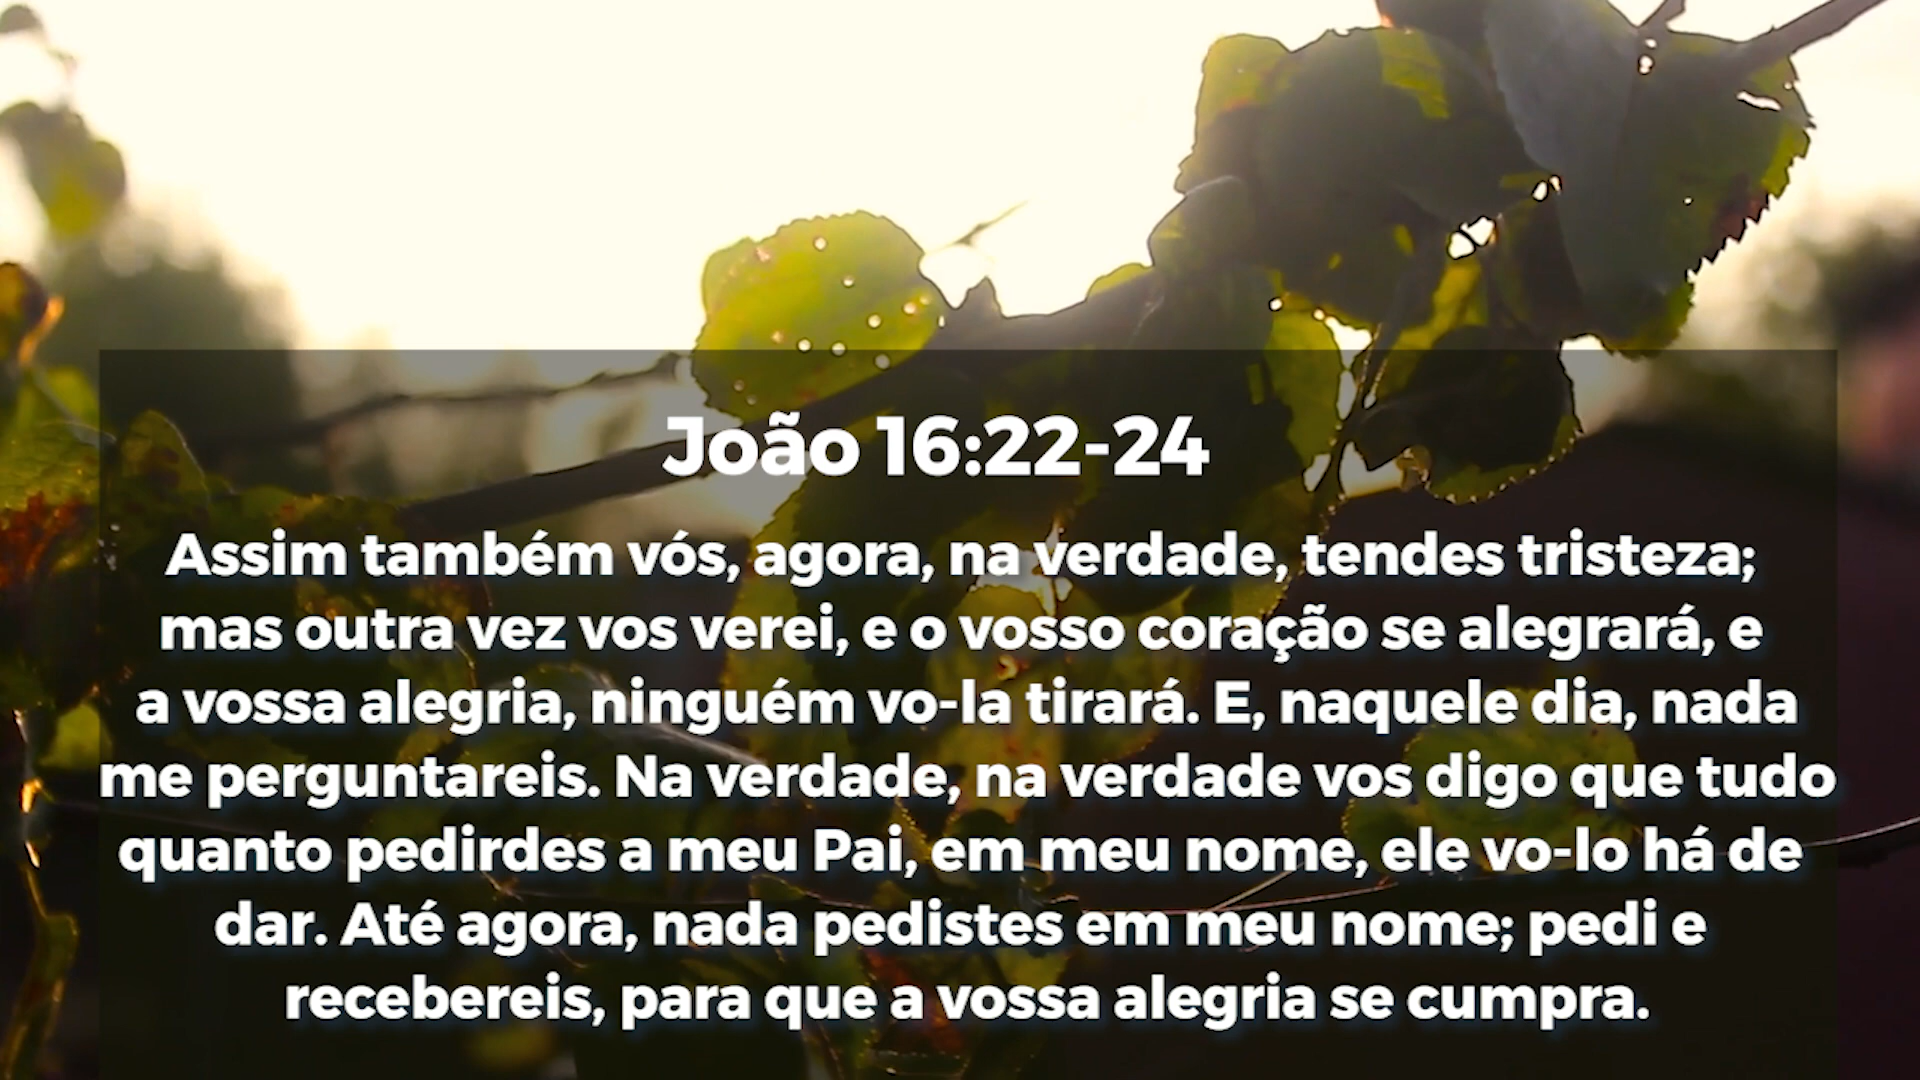 João 16:22-24
Assim também vós, agora, na verdade, tendes tristeza;
mas outra vez vos verei, e o vosso coração se alegrará, e
a vossa alegria, ninguém vo-la tirará. E, naquele dia, nada
me perguntareis. Na verdade, na verdade vos digo que tudo
quanto pedirdes a meu Pai, em meu nome, ele vo-lo há de
dar. Até agora, nada pedistes em meu nome; pedi e
recebereis, para que a vossa alegria se cumpra.